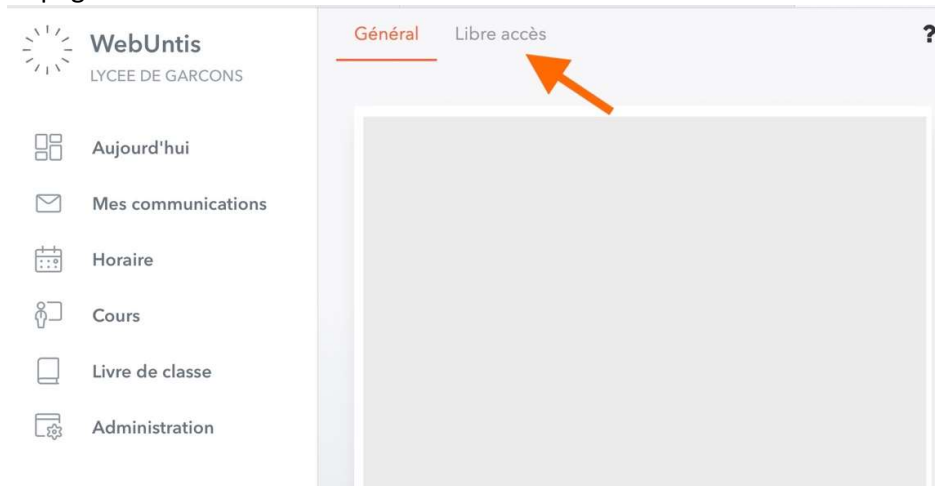 WebUntis
LYCEE DE GARCONS
Général Libre accès ?
Aujourd'hui
Mes communications
Horaire
Cours
Livre de classe
Administration